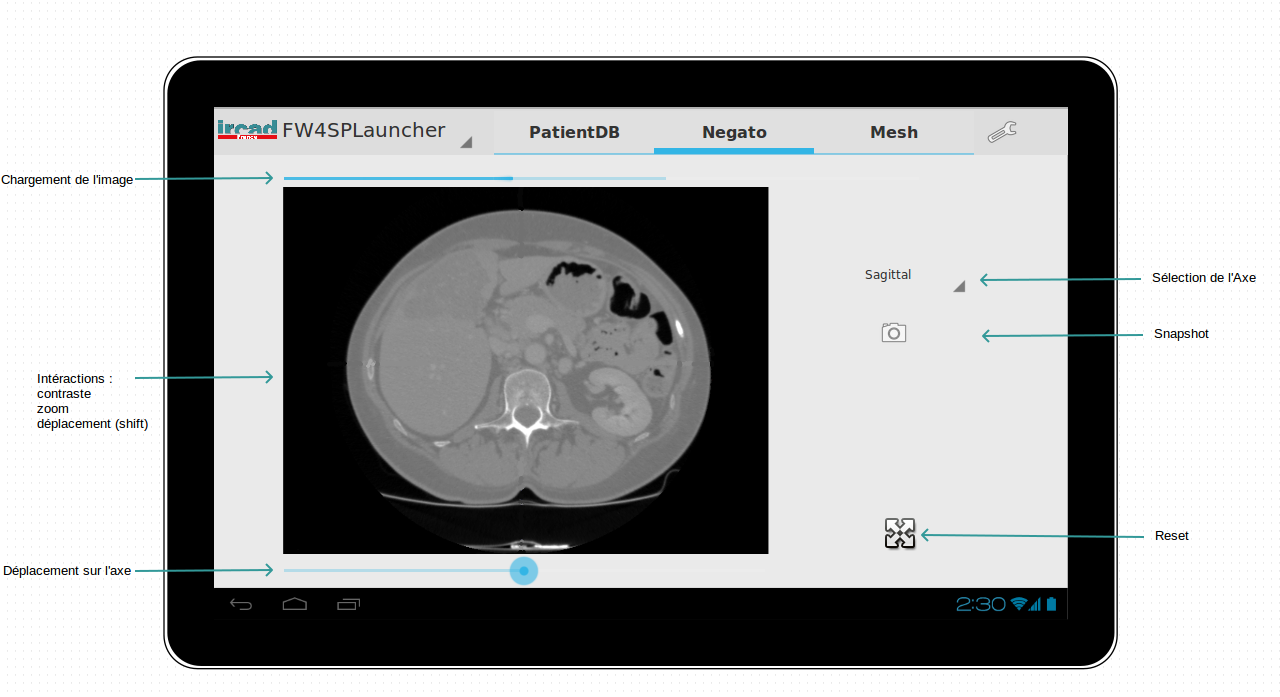 ircad
FW4SPLauncher
PatientDB
Negato
Mesh
Chargement de l'image
Sagittal
Sélection de l'Axe
Snapshot
Intéractions :
contraste
zoom
déplacement (shift)
Reset
Déplacement sur l'axe
2:30